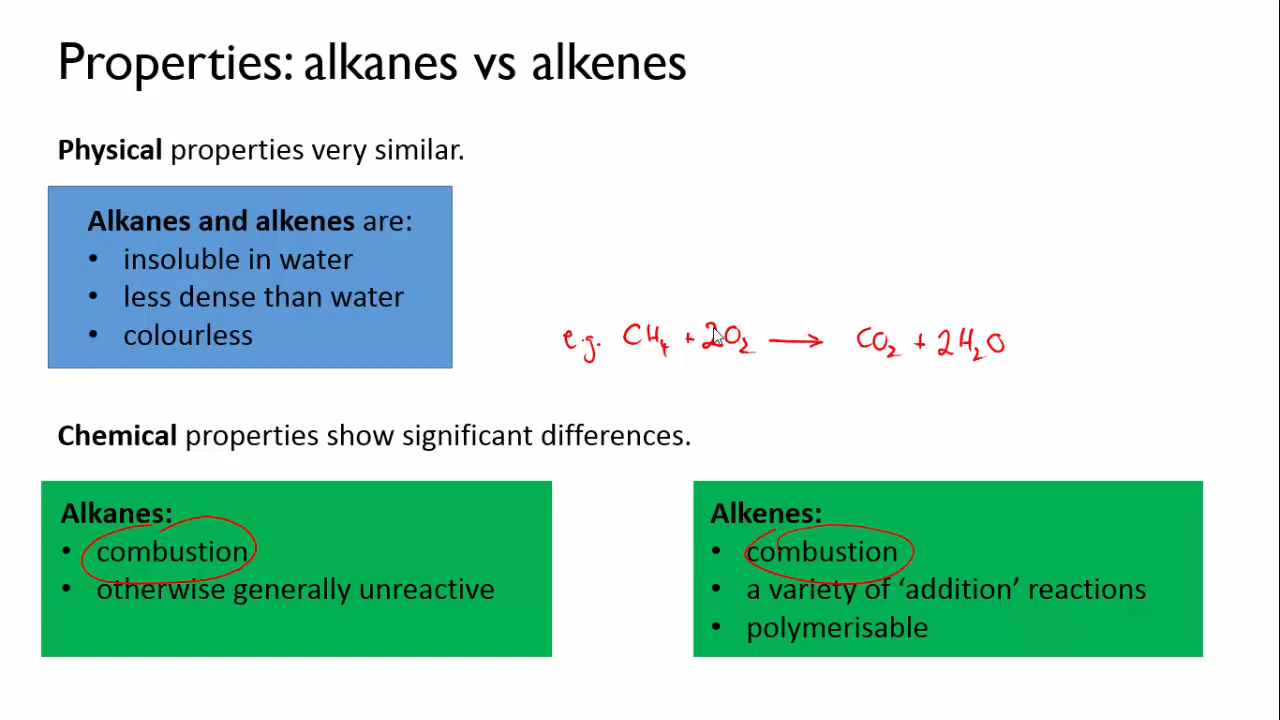 Properties: alkanes vs alkenes
Physical properties very similar.
Alkanes and alkenes are:
• insoluble in water
• less dense than water
• colourless
e.g. CH₄ + 2O₂ ⟶ CO₂ + 2H₂O
Chemical properties show significant differences.
Alkanes:
• combustion
• otherwise generally unreactive
Alkenes:
• combustion
• a variety of ‘addition’ reactions
• polymerisable